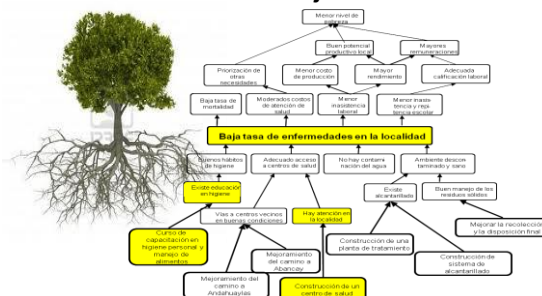 Menor nivel de
pobreza
Buen potencial
productivo local
Mayores
remuneraciones
Priorización de
otras
necesidades
Menor costo
de producción
Mayor
rendimiento
Adecuada
calificación laboral
Baja tasa de
mortalidad
Moderados costos
de atención de
salud
Menor
inasistencia
laboral
Menor inasis
tencia y repi
tencia escolar
Baja tasa de enfermedades en la localidad
Buenos hábitos
de higiene
Adecuado acceso
a centros de salud
No hay contami
nación del agua
Ambiente descon
taminado y sano
Existe educación
en higiene
Vías a centros vecinos
en buenas condiciones
Hay atención en
la localidad
Existe
alcantarillado
Buen manejo de los
residuos sólidos
Curso de
capacitación en
higiene personal y
manejo de
alimentos
Mejoramiento
del camino a
Abancay
Construcción de una
planta de tratamiento
Mejorar la recolección
y la disposición final
Mejoramiento del
camino a
Andahuaylas
Construcción de un
centro de salud
Construcción de
sistema de
alcantarillado